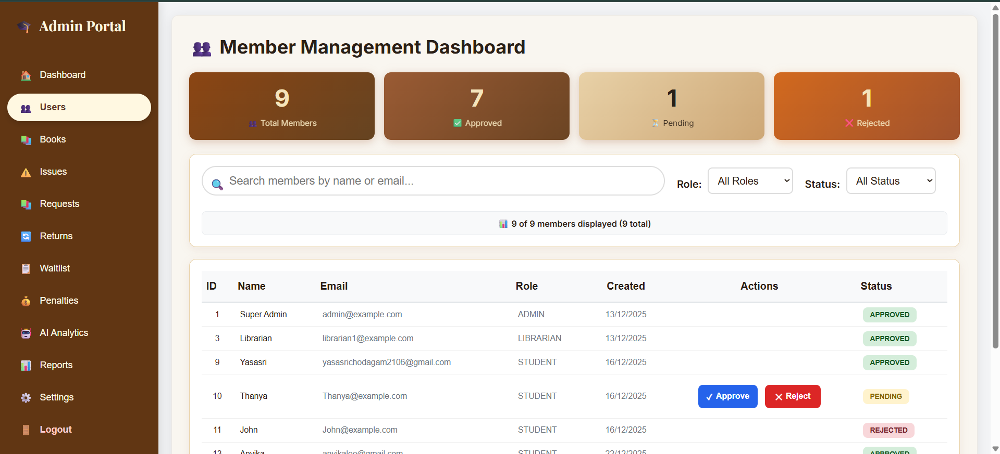 Admin Portal
Dashboard
Users
Books
Issues
Requests
Returns
Waitlist
Penalties
AI Analytics
Reports
Settings
Logout
Member Management Dashboard
9
Total Members
7
Approved
1
Pending
1
Rejected
Search members by name or email...
Role: All Roles
Status: All Status
9 of 9 members displayed (9 total)
ID Name Email Role Created Actions Status
1 Super Admin admin@example.com ADMIN 13/12/2025 APPROVED
3 Librarian librarian1@example.com LIBRARIAN 13/12/2025 APPROVED
9 Yasasri yasasrichodagam2106@gmail.com STUDENT 16/12/2025 APPROVED
10 Thanya Thanya@example.com STUDENT 16/12/2025 Approve Reject PENDING
11 John John@example.com STUDENT 16/12/2025 REJECTED
13 Anvika STUDENT 22/12/2025 APPROVED